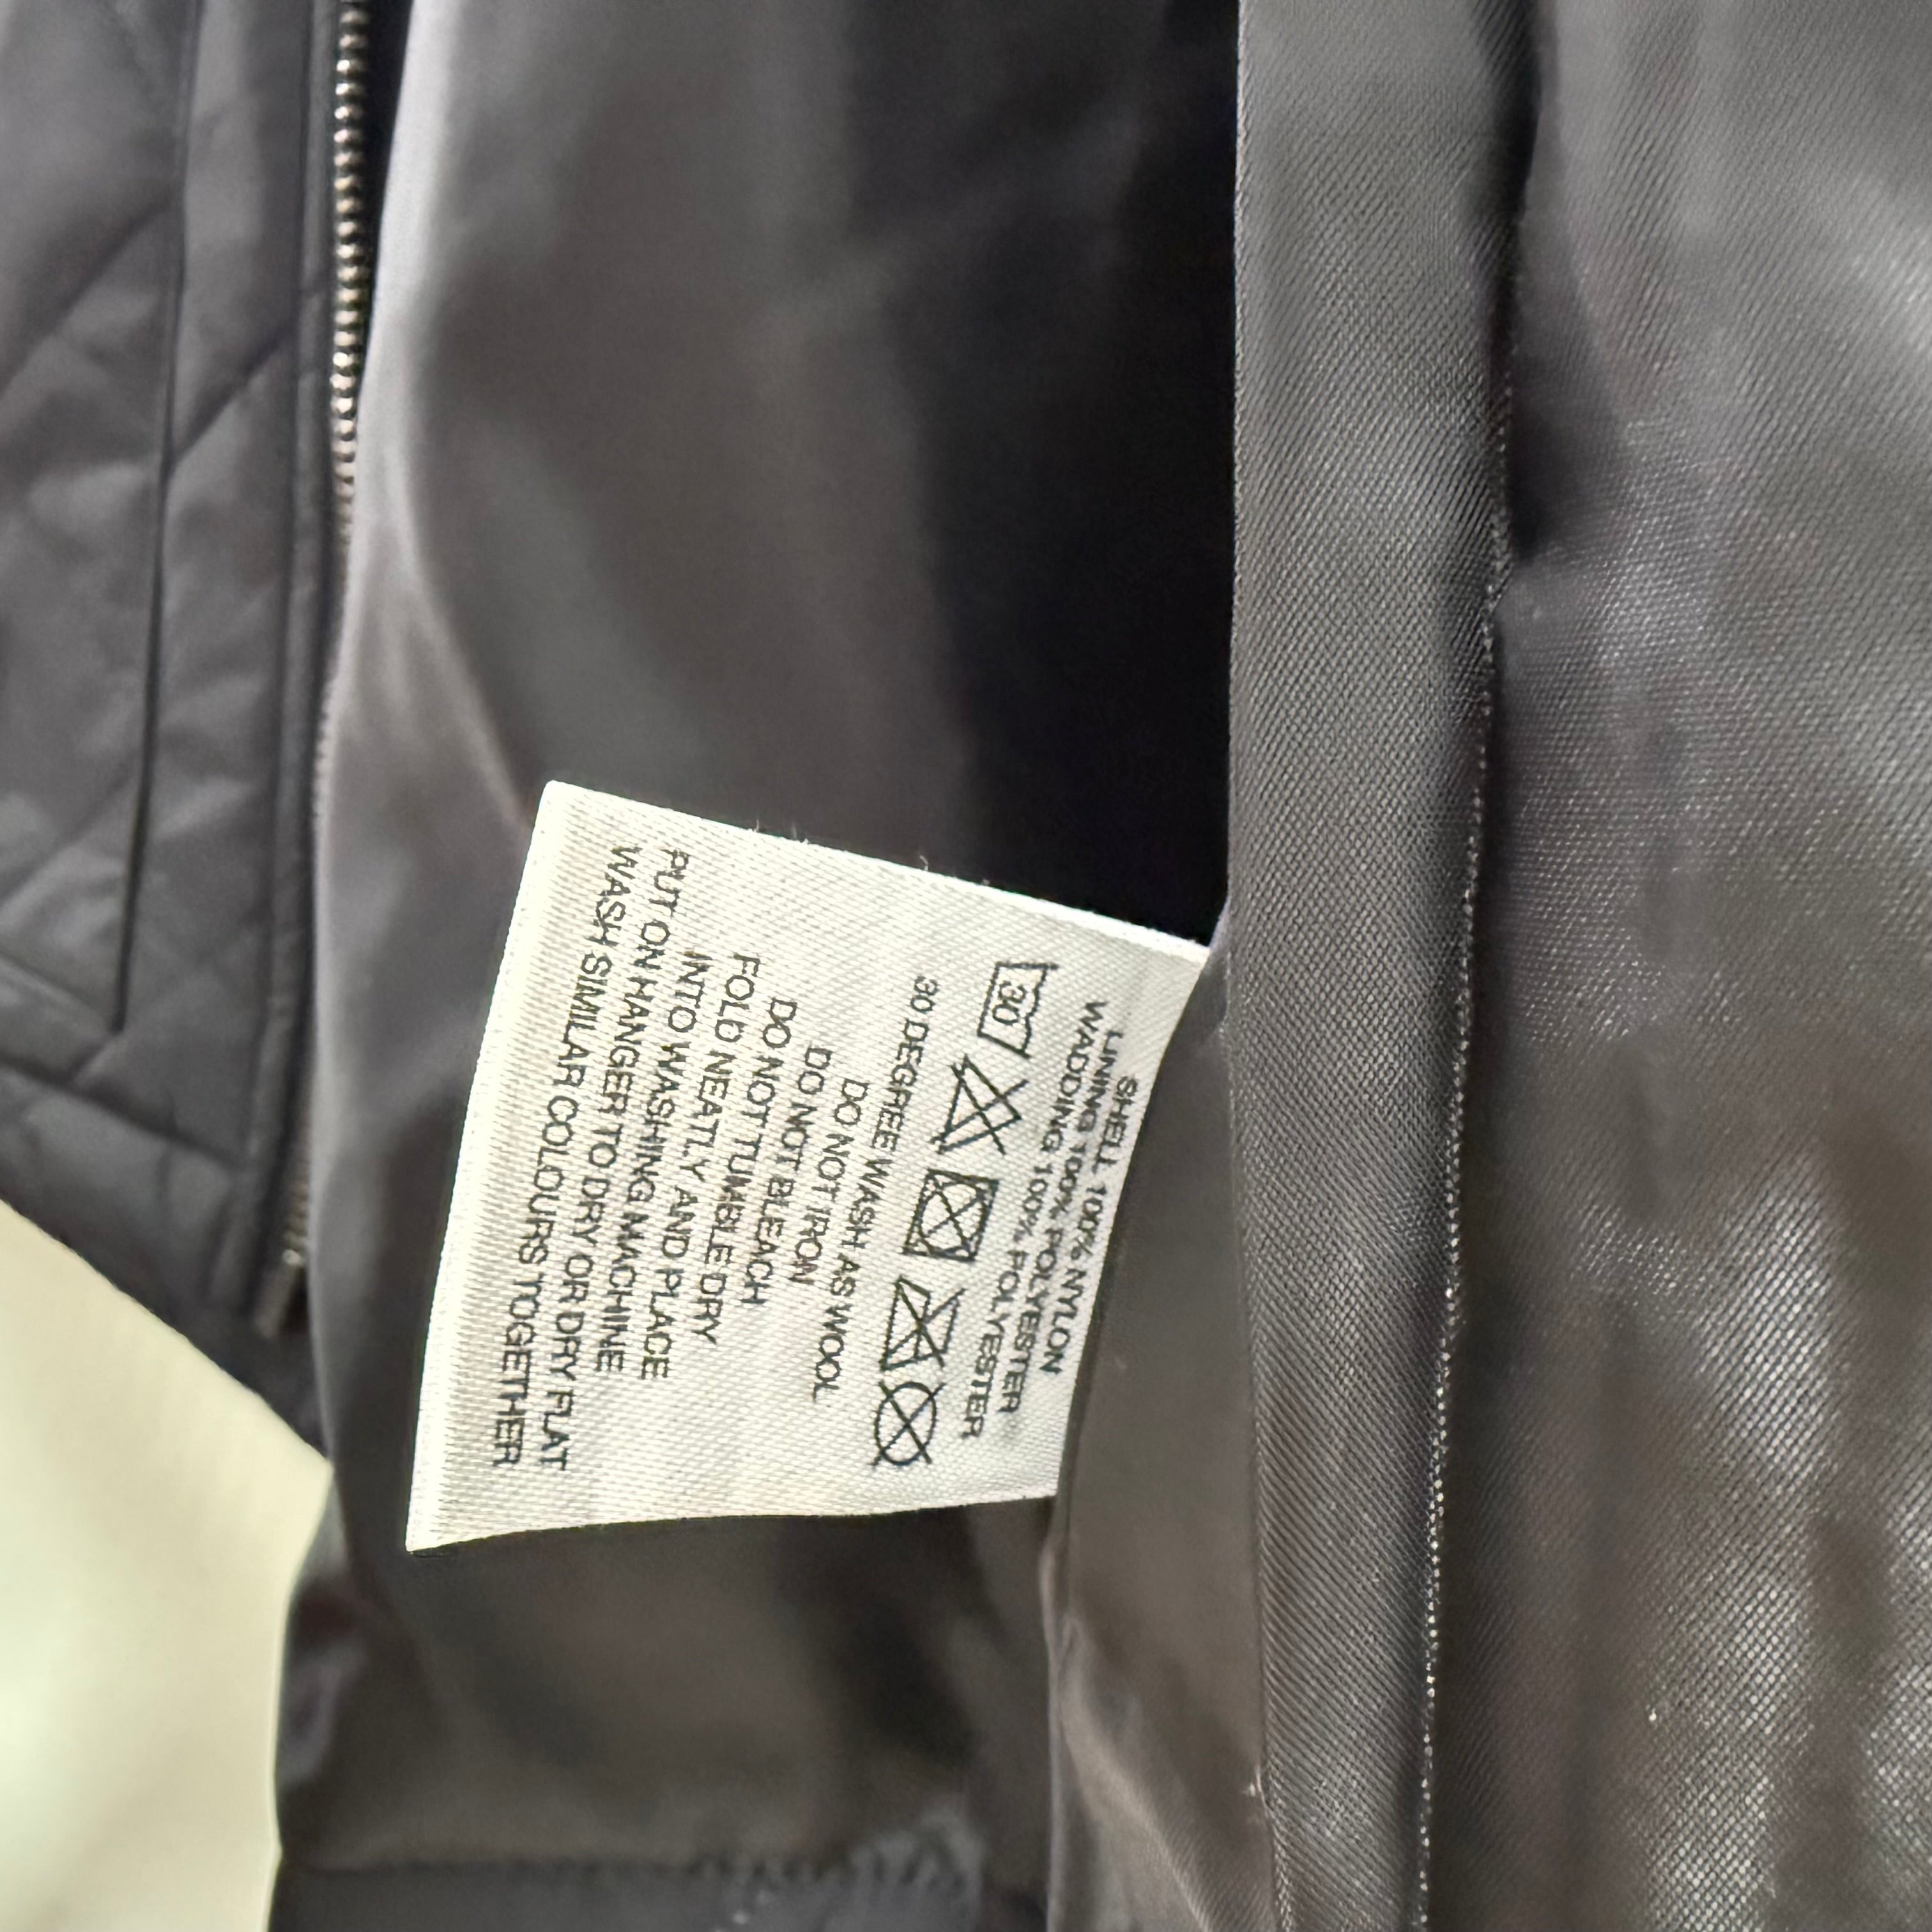 SHELL 100% NYLON
LINING 100% POLYESTER
WADDING 100% POLYESTER
30
30 DEGREE WASH AS WOOL
DO NOT IRON
DO NOT BLEACH
DO NOT TUMBLE DRY
FOLD NEATLY AND PLACE
INTO WASHING MACHINE
PUT ON HANGER TO DRY OR DRY FLAT
WASH SIMILAR COLOURS TOGETHER